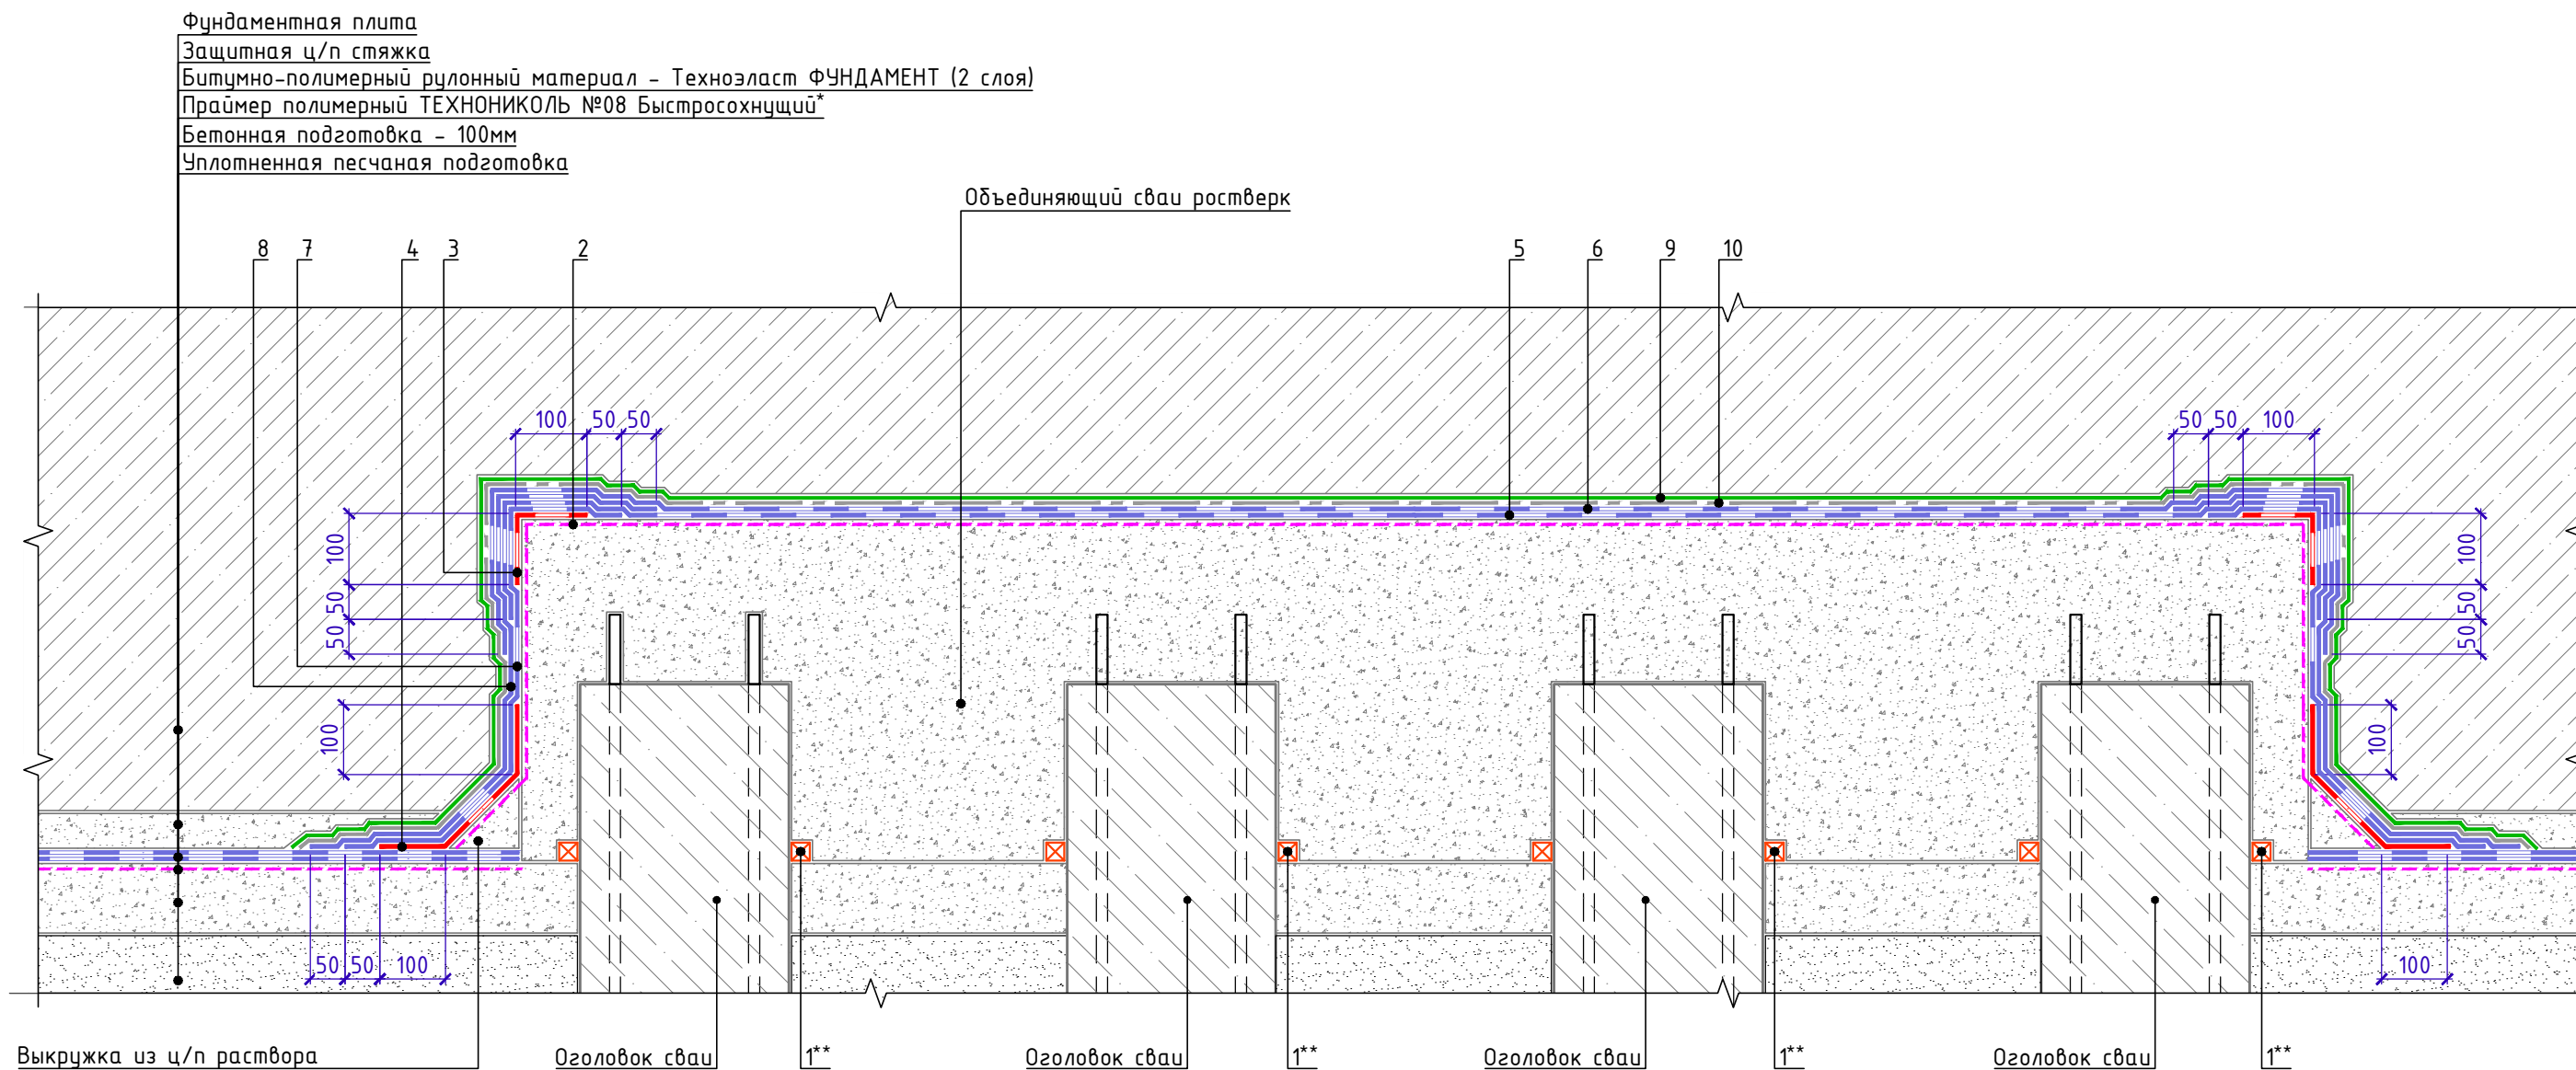 Фундаментная плита
Защитная ц/п стяжка
Битумно-полимерный рулонный материал - Техноэласт ФУНДАМЕНТ (2 слоя)
Праймер полимерный ТЕХНОНИКОЛЬ №08 Быстросохнущий*
Бетонная подготовка - 100мм
Уплотненная песчаная подготовка
Объединяющий сваи ростверк
8 7 4 3 2 5 6 9 10
100 50 50 50 50 100
100 100
50 50
50 50
100 100
50 50 100 100
Выкружка из ц/п раствора Оголовок сваи 1** Оголовок сваи 1** Оголовок сваи 1** Оголовок сваи 1**